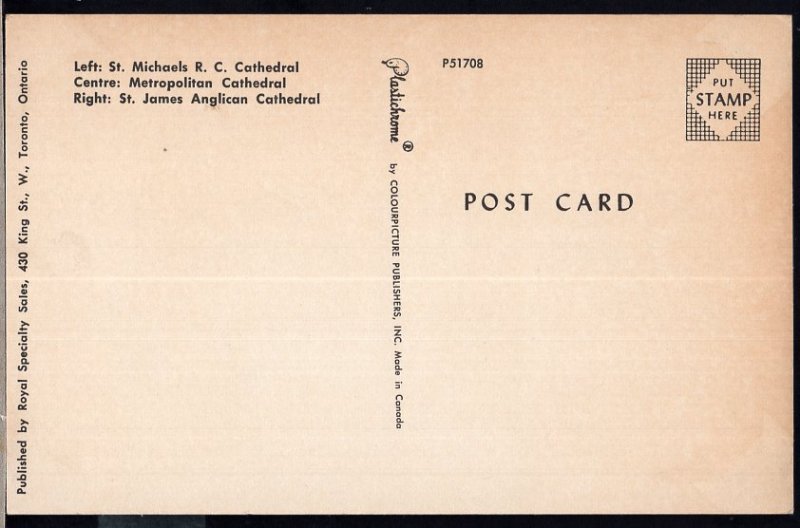 Left: St. Michaels R. C. Cathedral
Centre: Metropolitan Cathedral
Right: St. James Anglican Cathedral
Published by Royal Specialty Sales, 430 King St., W., Toronto, Ontario
Plastichrome ® by COLOURPICTURE PUBLISHERS, INC. Made in Canada
P51708
PUT
STAMP
HERE
POST CARD